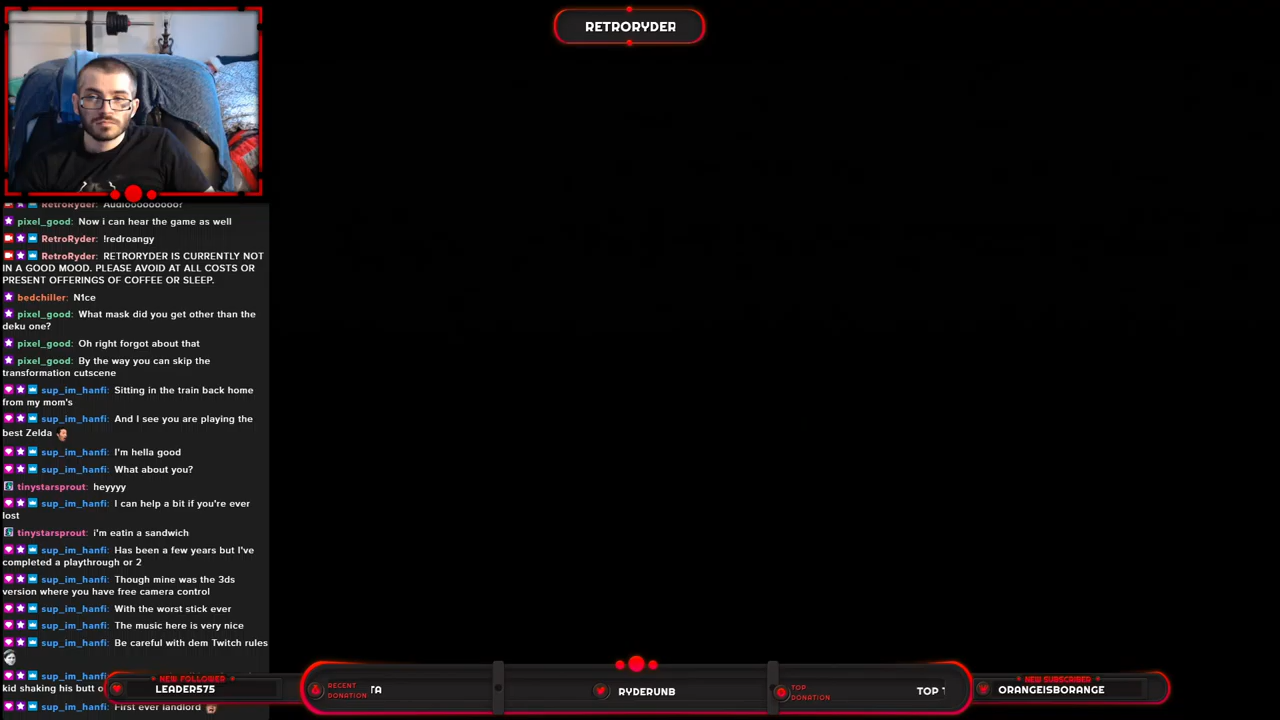 RETRORYDER
RetroRyder: Audioooooooo?
pixel_good: Now i can hear the game as well
RetroRyder: !redroangy
RetroRyder: RETRORYDER IS CURRENTLY NOT
IN A GOOD MOOD. PLEASE AVOID AT ALL COSTS OR
PRESENT OFFERINGS OF COFFEE OR SLEEP.
bedchiller: N1ce
pixel_good: What mask did you get other than the
deku one?
pixel_good: Oh right forgot about that
pixel_good: By the way you can skip the
transformation cutscene
sup_im_hanfi: Sitting in the train back home
from my mom's
sup_im_hanfi: And I see you are playing the
best Zelda
sup_im_hanfi: I'm hella good
sup_im_hanfi: What about you?
tinystarsprout: heyyyy
sup_im_hanfi: I can help a bit if you're ever
lost
tinystarsprout: i'm eatin a sandwich
sup_im_hanfi: Has been a few years but I've
completed a playthrough or 2
sup_im_hanfi: Though mine was the 3ds
version where you have free camera control
sup_im_hanfi: With the worst stick ever
sup_im_hanfi: The music here is very nice
sup_im_hanfi: Be careful with dem Twitch rules
kid shaking his butt
sup_im_hanfi: First ever landlord
NEW FOLLOWER
LEADER575
RECENT
DONATION
TA
RYDERUNB
TOP
DONATION
TOP
NEW SUBSCRIBER
ORANGEISBORANGE